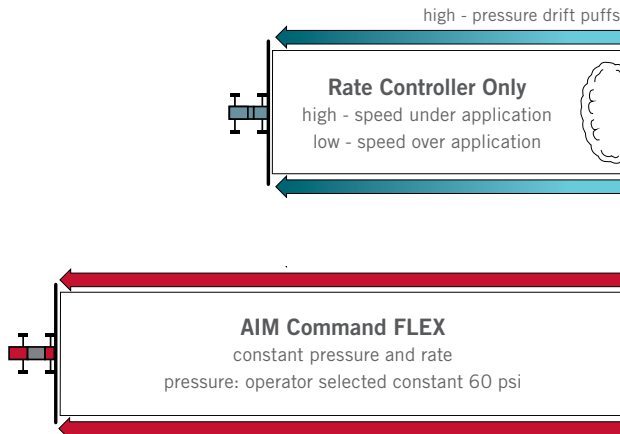 high - pressure drift puffs
Rate Controller Only
high - speed under application
low - speed over application
AIM Command FLEX
constant pressure and rate
pressure: operator selected constant 60 psi